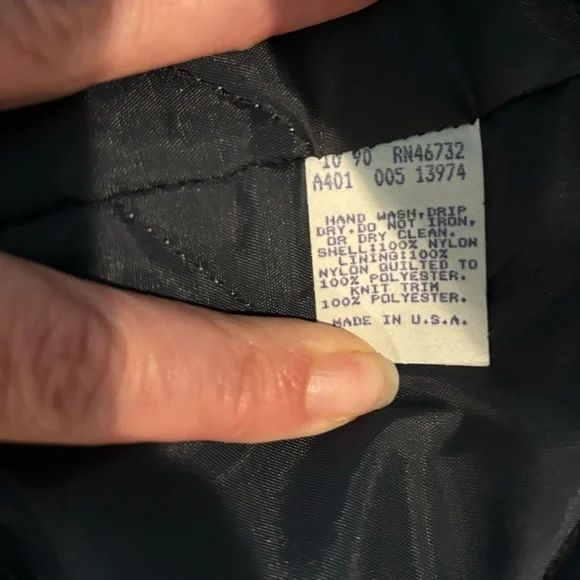 10 90 RN46732
A401 005 13974
HAND WASH,DRIP
DRY.DO NOT IRON,
OR DRY CLEAN.
SHELL:100% NYLON
LINING:100%
NYLON QUILTED TO
100% POLYESTER.
KNIT TRIM
100% POLYESTER.
MADE IN U.S.A.